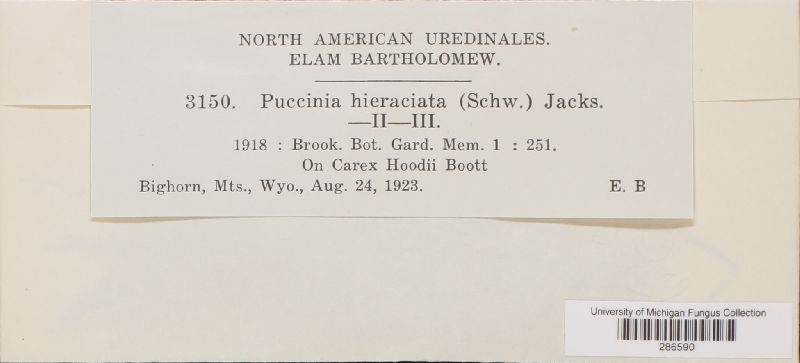 NORTH AMERICAN UREDINALES.
ELAM BARTHOLOMEW.
3150. Puccinia hieraciata (Schw.) Jacks.
—II—III.
1918 : Brook. Bot. Gard. Mem. 1 : 251.
On Carex Hoodii Boott
Bighorn, Mts., Wyo., Aug. 24, 1923. E. B
University of Michigan Fungus Collection
286590